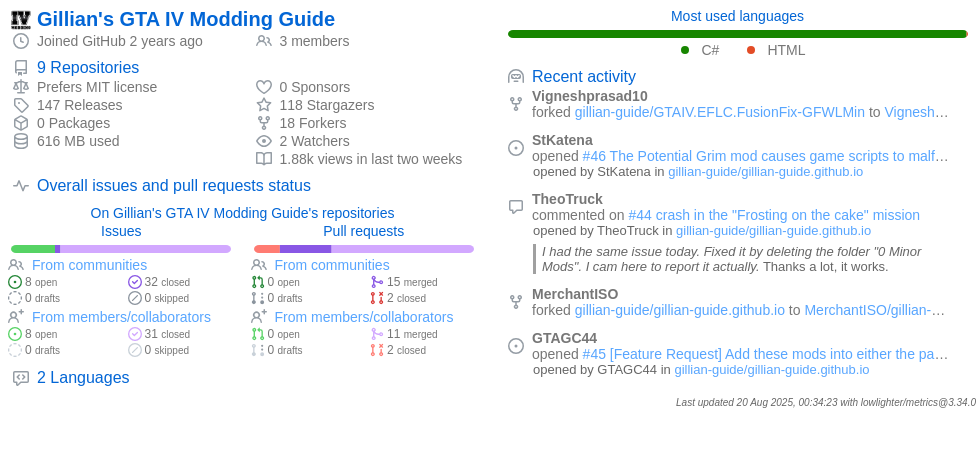 Gillian's GTA IV Modding Guide
Joined GitHub 2 years ago
3 members
9 Repositories
Prefers MIT license
147 Releases
0 Packages
616 MB used
0 Sponsors
118 Stargazers
18 Forkers
2 Watchers
1.88k views in last two weeks
Overall issues and pull requests status
On Gillian's GTA IV Modding Guide's repositories
Issues
From communities
8 open
32 closed
0 drafts
0 skipped
From members/collaborators
8 open
31 closed
0 drafts
0 skipped
Pull requests
From communities
0 open
15 merged
0 drafts
2 closed
From members/collaborators
0 open
11 merged
0 drafts
2 closed
2 Languages
Most used languages
C#
HTML
Recent activity
Vigneshprasad10
forked gillian-guide/GTAIV.EFLC.FusionFix-GFWLMin to Vignesh…
StKatena
opened #46 The Potential Grim mod causes game scripts to malf…
opened by StKatena in gillian-guide/gillian-guide.github.io
TheoTruck
commented on #44 crash in the "Frosting on the cake" mission
opened by TheoTruck in gillian-guide/gillian-guide.github.io
I had the same issue today. Fixed it by deleting the folder "0 Minor
Mods". I cam here to report it actually. Thanks a lot, it works.
MerchantISO
forked gillian-guide/gillian-guide.github.io to MerchantISO/gillian-…
GTAGC44
opened #45 [Feature Request] Add these mods into either the pa…
opened by GTAGC44 in gillian-guide/gillian-guide.github.io
Last updated 20 Aug 2025, 00:34:23 with lowlighter/metrics@3.34.0